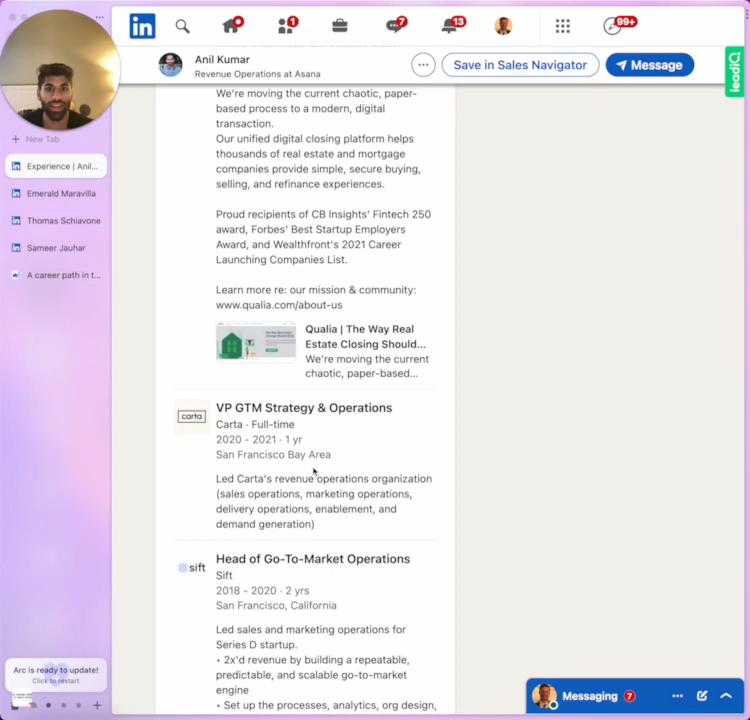 1
7
13
99+
Anil Kumar
Revenue Operations at Asana
Save in Sales Navigator
Message
leadIQ
New Tab
Experience | Anil...
Emerald Maravilla
Thomas Schiavone
Sameer Jauhar
A career path in t...
We're moving the current chaotic, paper-
based process to a modern, digital
transaction.
Our unified digital closing platform helps
thousands of real estate and mortgage
companies provide simple, secure buying,
selling, and refinance experiences.
Proud recipients of CB Insights' Fintech 250
award, Forbes' Best Startup Employers
Award, and Wealthfront's 2021 Career
Launching Companies List.
Learn more re: our mission & community:
www.qualia.com/about-us
Qualia | The Way Real
Estate Closing Should...
We're moving the current
chaotic, paper-based...
carta
VP GTM Strategy & Operations
Carta · Full-time
2020 - 2021 · 1 yr
San Francisco Bay Area
Led Carta's revenue operations organization
(sales operations, marketing operations,
delivery operations, enablement, and
demand generation)
sift
Head of Go-To-Market Operations
Sift
2018 - 2020 · 2 yrs
San Francisco, California
Led sales and marketing operations for
Series D startup.
• 2x'd revenue by building a repeatable,
predictable, and scalable go-to-market
engine
• Set up the processes, analytics, org design,
Arc is ready to update!
Click to restart
Messaging 7